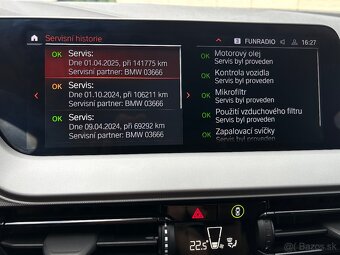 Servisní historie
FUNRADIO
16:27
OK Servis:
Dne 01.04.2025, při 141775 km
Servisní partner: BMW 03666
OK Servis:
Dne 01.10.2024, při 106211 km
Servisní partner: BMW 03666
OK Servis:
Dne 09.04.2024, při 69292 km
Servisní partner: BMW 03666
OK Motorový olej
Servis byl proveden
OK Kontrola vozidla
Servis byl proveden
OK Mikrofiltr
Servis byl proveden
OK Použití vzduchového filtru
Servis byl proveden
OK Zapalovací svíčky
Servis byl proveden
22.5
bazos.sk